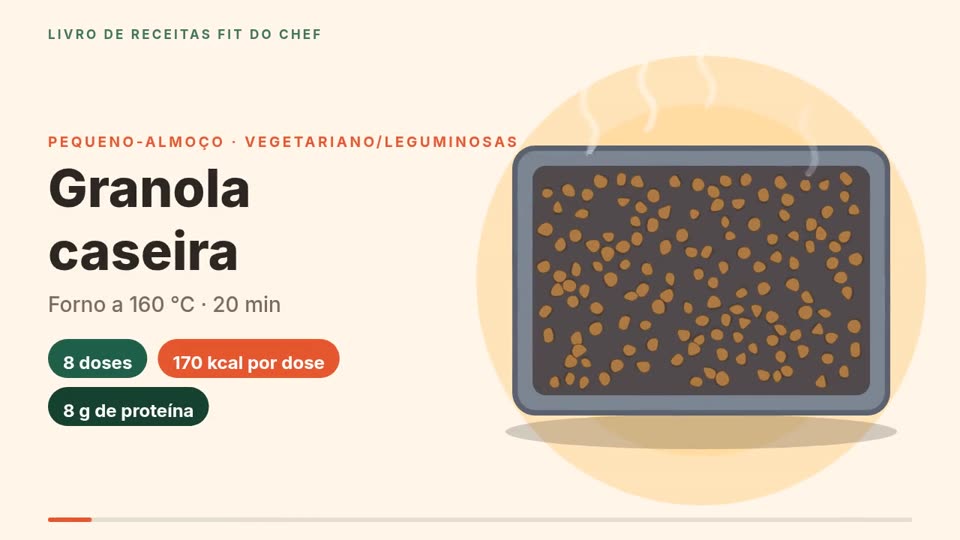 LIVRO DE RECEITAS FIT DO CHEF
PEQUENO-ALMOÇO · VEGETARIANO/LEGUMINOSAS
Granola
caseira
Forno a 160 °C · 20 min
8 doses
170 kcal por dose
8 g de proteína